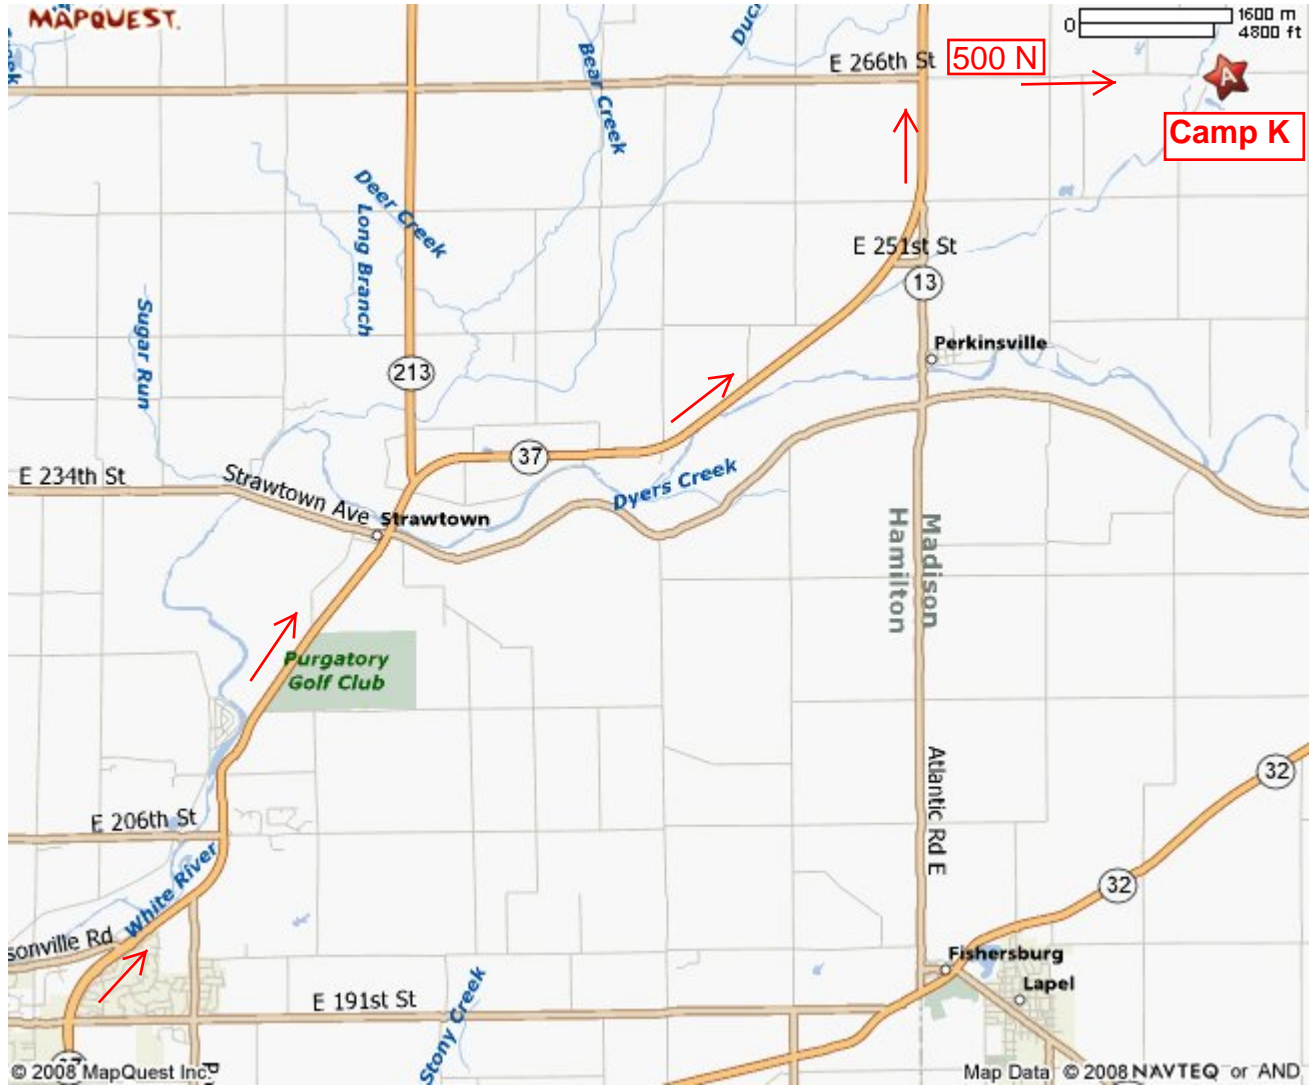 MAPQUEST.
0
1600 m
4800 ft
Duc
Bear Creek
E 266th St
500 N
A
Camp K
Deer Creek
Long Branch
E 251st St
13
Sugar Run
Perkinsville
213
37
E 234th St
Strawtown Ave
Strawtown
Dyers Creek
Madison
Hamilton
Purgatory
Golf Club
Atlantic Rd E
32
E 206th St
White River
32
sonville Rd
Fishersburg
Lapel
E 191st St
Stony Creek
© 2008 MapQuest Inc.
Map Data © 2008 NAVTEQ or AND